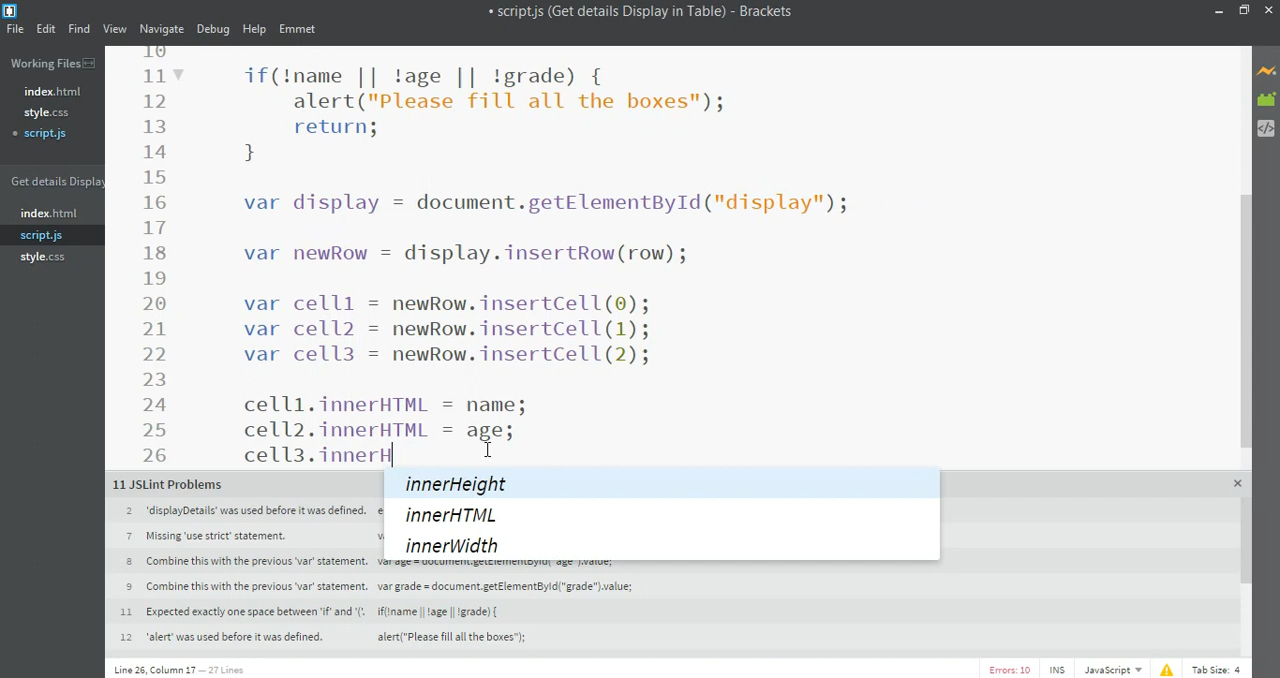 • script.js (Get details Display in Table) - Brackets
File Edit Find View Navigate Debug Help Emmet
Working Files
index.html
style.css
• script.js
Get details Display
index.html
script.js
style.css
10
11 if(!name || !age || !grade) {
12 alert("Please fill all the boxes");
13 return;
14 }
15
16 var display = document.getElementById("display");
17
18 var newRow = display.insertRow(row);
19
20 var cell1 = newRow.insertCell(0);
21 var cell2 = newRow.insertCell(1);
22 var cell3 = newRow.insertCell(2);
23
24 cell1.innerHTML = name;
25 cell2.innerHTML = age;
26 cell3.innerH
innerHeight
innerHTML
innerWidth
11 JSLint Problems
2 'displayDetails' was used before it was defined. e
7 Missing 'use strict' statement. v
8 Combine this with the previous 'var' statement. var age = document.getElementById("age").value;
9 Combine this with the previous 'var' statement. var grade = document.getElementById("grade").value;
11 Expected exactly one space between 'if' and '('. if(!name || !age || !grade) {
12 'alert' was used before it was defined. alert("Please fill all the boxes");
Line 26, Column 17 — 27 Lines
Errors: 10 INS JavaScript Tab Size: 4